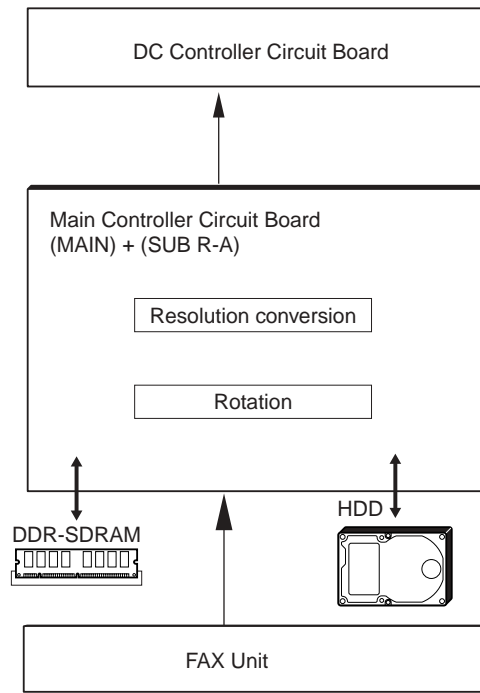 DC Controller Circuit Board
Main Controller Circuit Board
(MAIN) + (SUB R-A)
Resolution conversion
Rotation
DDR-SDRAM
HDD
FAX Unit